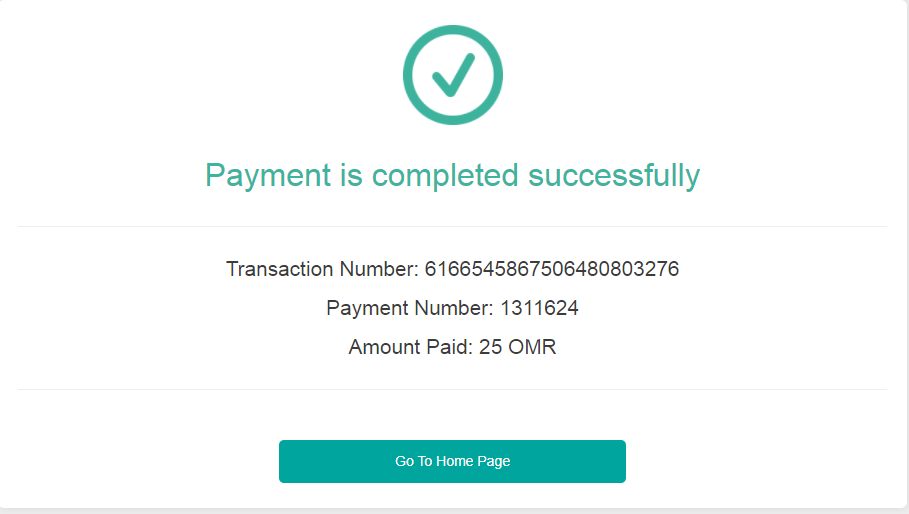 Payment is completed successfully
Transaction Number: 6166545867506480803276
Payment Number: 1311624
Amount Paid: 25 OMR
Go To Home Page